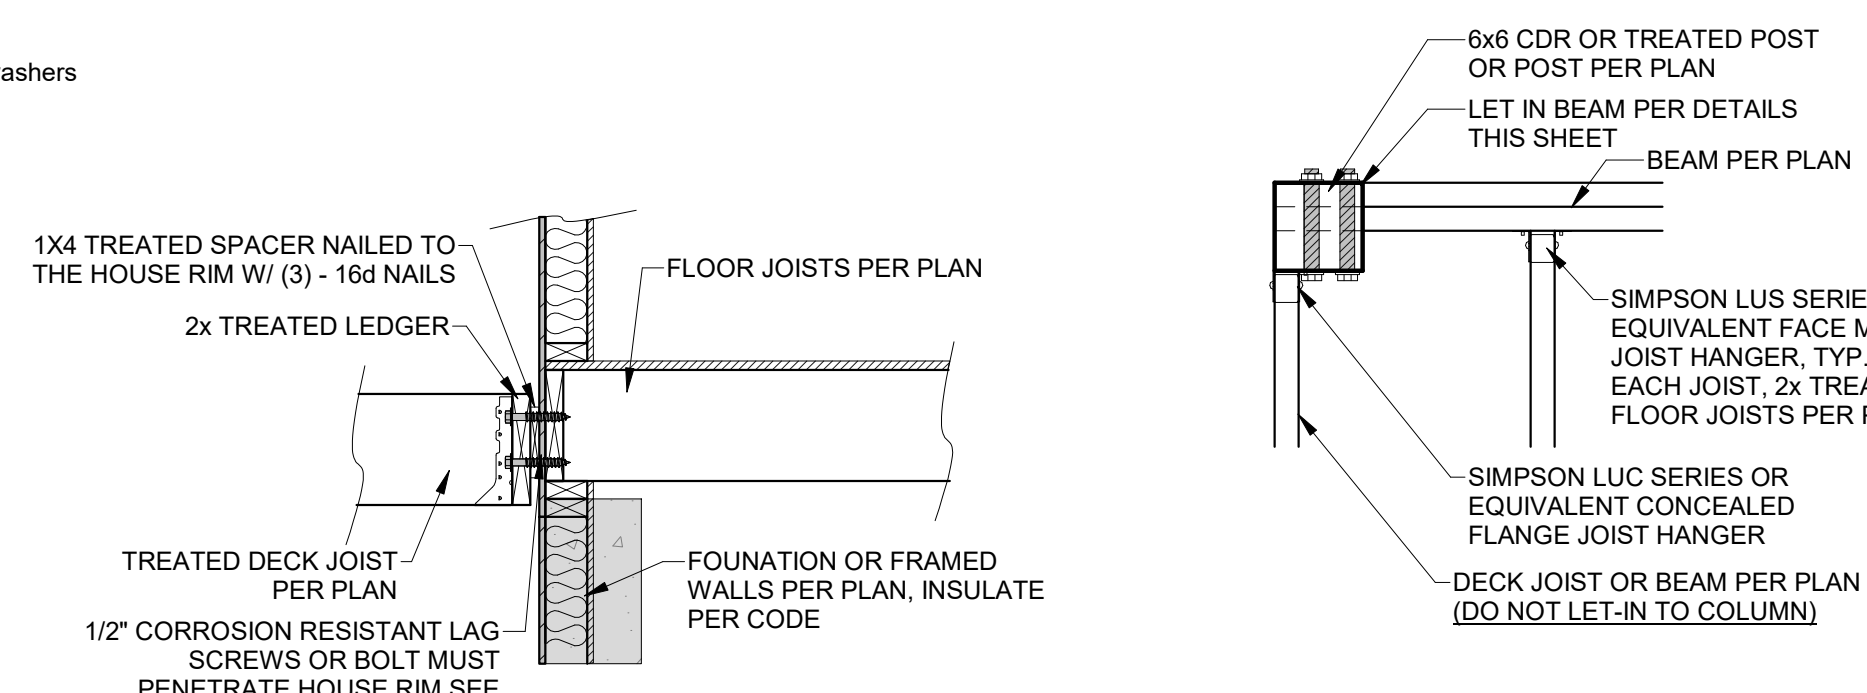 ashers
1X4 TREATED SPACER NAILED TO
THE HOUSE RIM W/ (3) - 16d NAILS
2x TREATED LEDGER
FLOOR JOISTS PER PLAN
TREATED DECK JOIST
PER PLAN
1/2" CORROSION RESISTANT LAG
SCREWS OR BOLT MUST
PENETRATE HOUSE RIM SEE
FOUNATION OR FRAMED
WALLS PER PLAN, INSULATE
PER CODE
6x6 CDR OR TREATED POST
OR POST PER PLAN
LET IN BEAM PER DETAILS
THIS SHEET
BEAM PER PLAN
SIMPSON LUS SERIE
EQUIVALENT FACE M
JOIST HANGER, TYP.
EACH JOIST, 2x TREA
FLOOR JOISTS PER P
SIMPSON LUC SERIES OR
EQUIVALENT CONCEALED
FLANGE JOIST HANGER
DECK JOIST OR BEAM PER PLAN
(DO NOT LET-IN TO COLUMN)